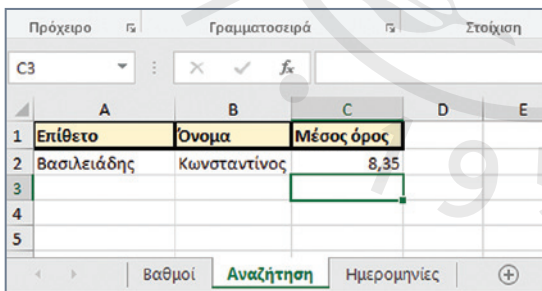 Πρόχειρο Γραμματοσειρά Στοίχιση
C3 fx
A B C D E
1 Επίθετο Όνομα Μέσος όρος
2 Βασιλειάδης Κωνσταντίνος 8,35
3
4
5
Βαθμοί Αναζήτηση Ημερομηνίες